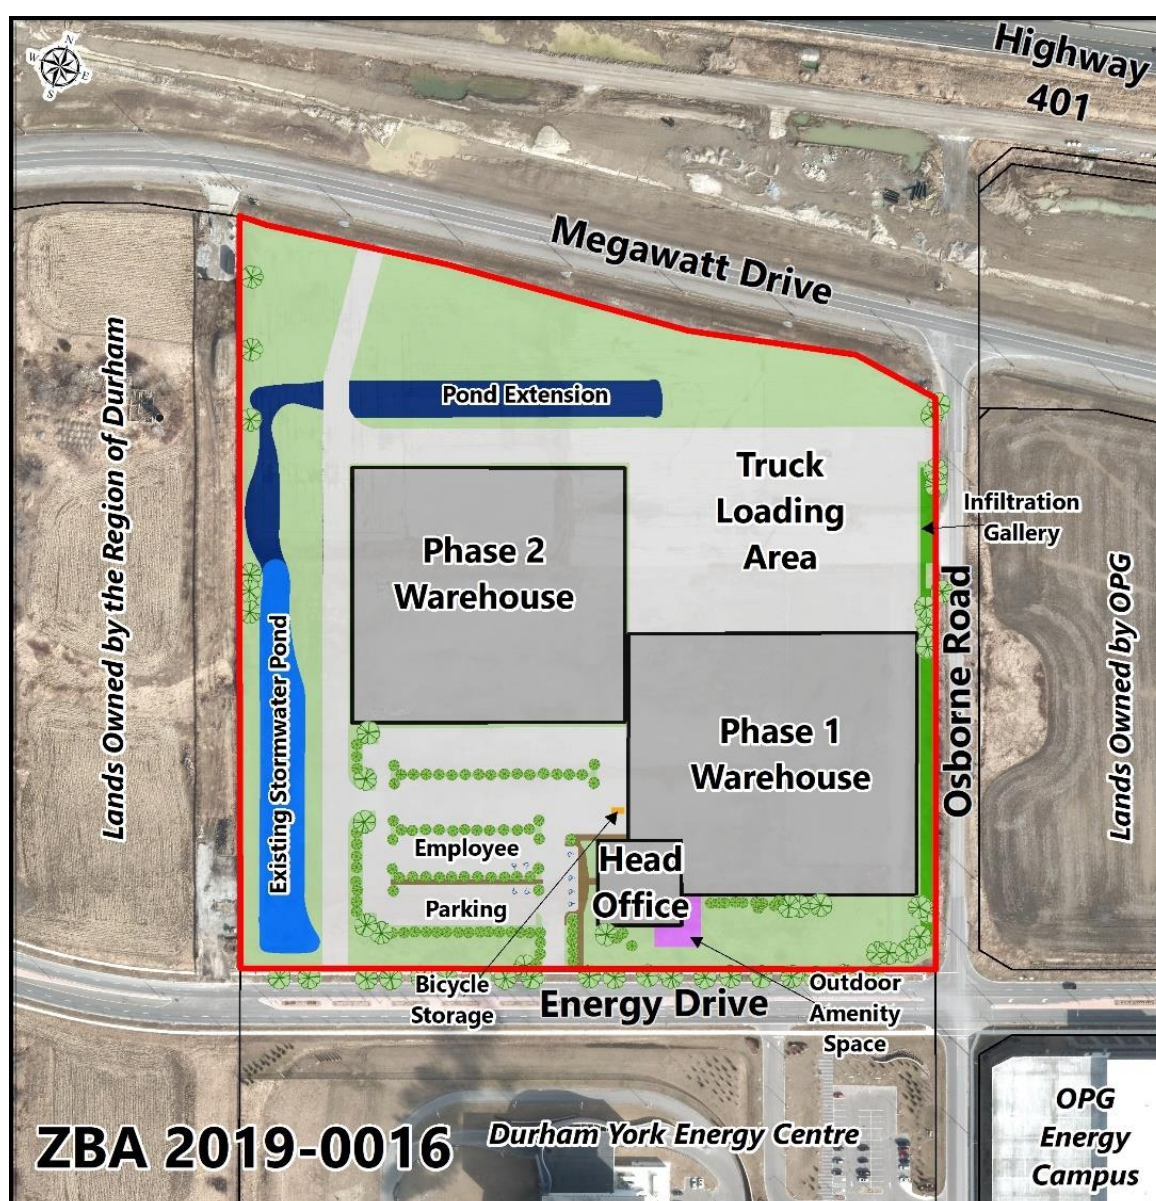 N
W
E
S
Highway
401
Megawatt Drive
Lands Owned by the Region of Durham
Pond Extension
Truck
Loading
Area
Infiltration
Gallery
Phase 2
Warehouse
Existing Stormwater Pond
Osborne Road
Lands Owned by OPG
Phase 1
Warehouse
Employee
Parking
Head
Office
Bicycle
Storage
Energy Drive
Outdoor
Amenity
Space
ZBA 2019-0016
Durham York Energy Centre
OPG
Energy
Campus